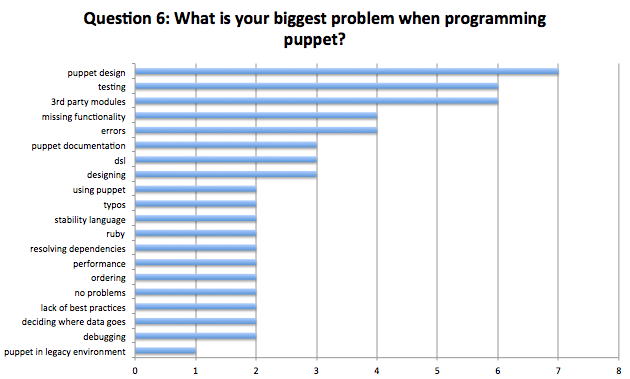 Question 6: What is your biggest problem when programming
puppet?
puppet design
testing
3rd party modules
missing functionality
errors
puppet documentation
dsl
designing
using puppet
typos
stability language
ruby
resolving dependencies
performance
ordering
no problems
lack of best practices
deciding where data goes
debugging
puppet in legacy environment
0 1 2 3 4 5 6 7 8